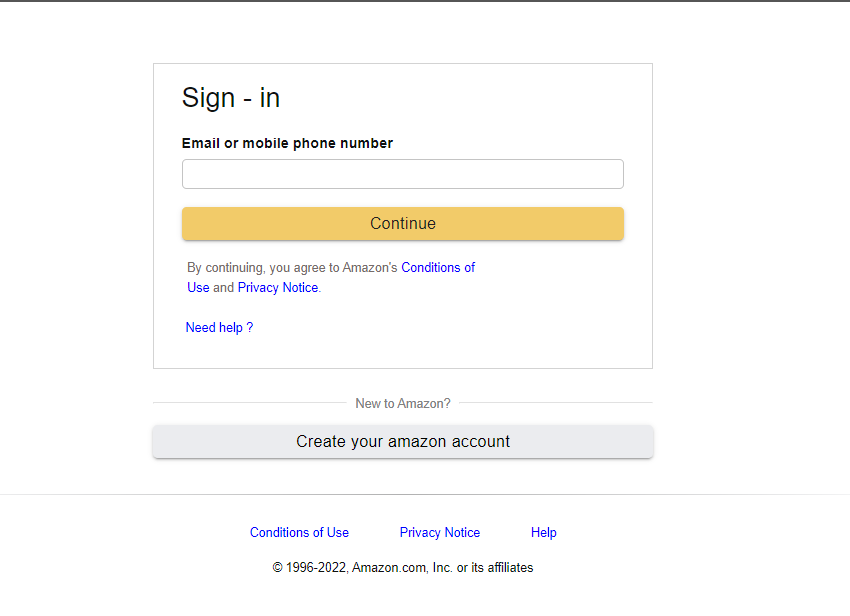 Sign - in
Email or mobile phone number
Continue
By continuing, you agree to Amazon's Conditions of
Use and Privacy Notice.
Need help ?
New to Amazon?
Create your amazon account
Conditions of Use Privacy Notice Help
© 1996-2022, Amazon.com, Inc. or its affiliates